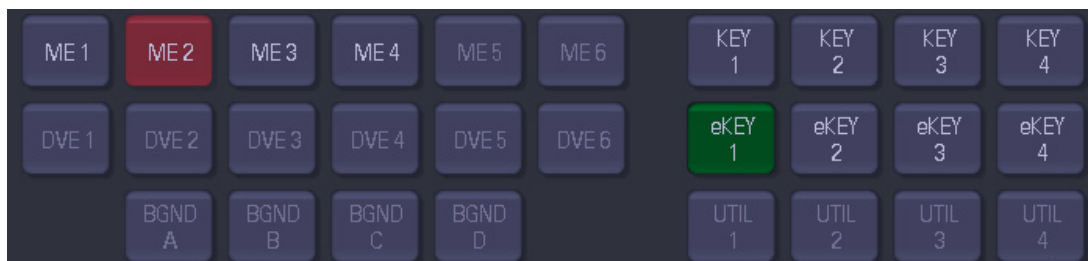 ME 1 ME 2 ME 3 ME 4 ME 5 ME 6 KEY 1 KEY 2 KEY 3 KEY 4
DVE 1 DVE 2 DVE 3 DVE 4 DVE 5 DVE 6 eKEY 1 eKEY 2 eKEY 3 eKEY 4
BGND A BGND B BGND C BGND D UTIL 1 UTIL 2 UTIL 3 UTIL 4